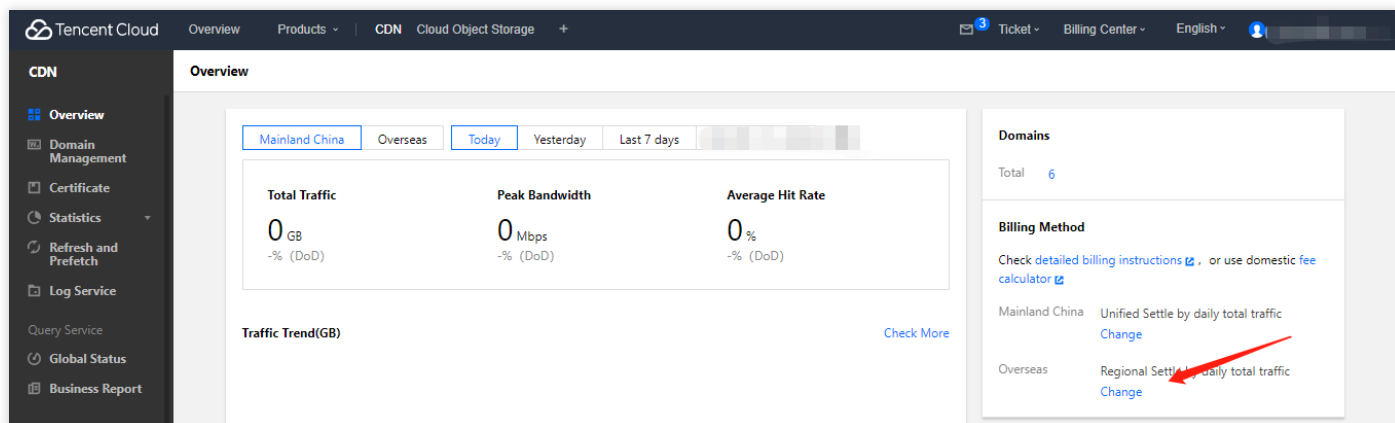 Tencent Cloud Overview Products CDN Cloud Object Storage + 3 Ticket Billing Center English
CDN
Overview
Domain Management
Certificate
Statistics
Refresh and Prefetch
Log Service
Query Service
Global Status
Business Report
Overview
Mainland China Overseas Today Yesterday Last 7 days
Total Traffic Peak Bandwidth Average Hit Rate
0 GB 0 Mbps 0 %
-% (DoD) -% (DoD) -% (DoD)
Traffic Trend(GB) Check More
Domains
Total 6
Billing Method
Check detailed billing instructions , or use domestic fee
calculator
Mainland China Unified Settle by daily total traffic
Change
Overseas Regional Settle by daily total traffic
Change